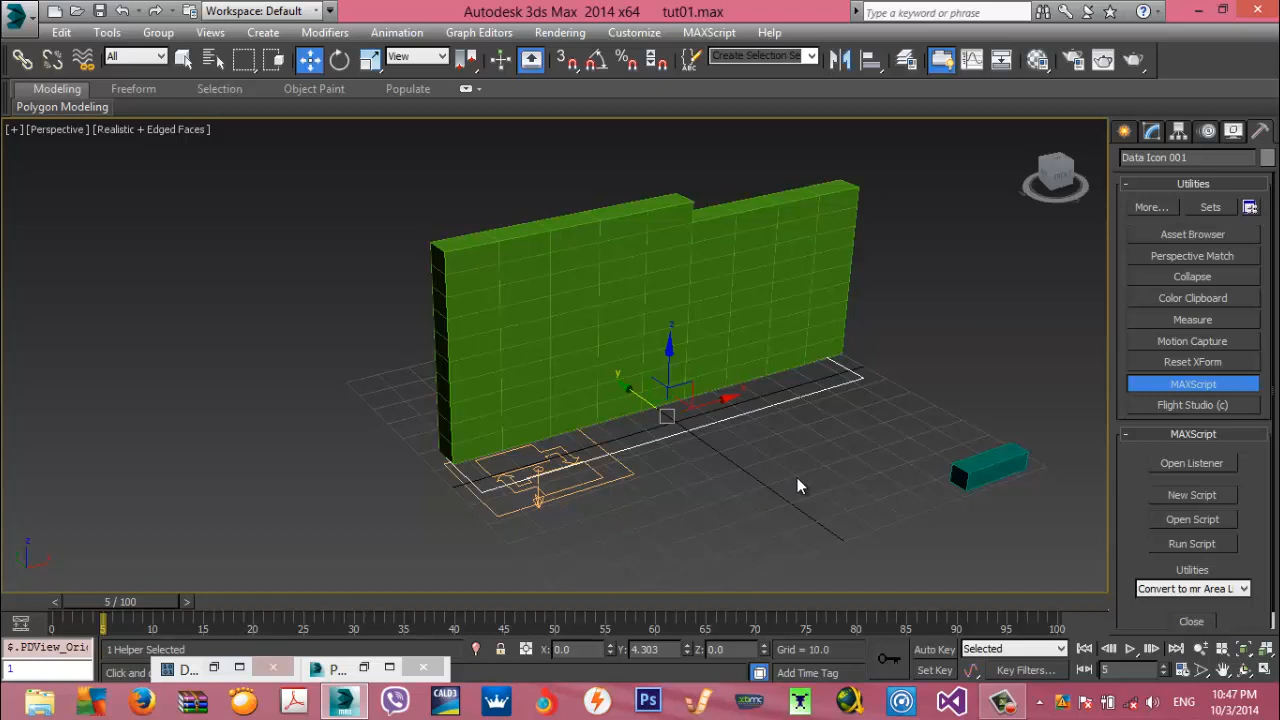 Workspace: Default
Autodesk 3ds Max 2014 x64 tut01.max
Type a keyword or phrase
Edit Tools Group Views Create Modifiers Animation Graph Editors Rendering Customize MAXScript Help
All
View
3
Create Selection Se
Modeling Freeform Selection Object Paint Populate
Polygon Modeling
[+] [Perspective] [Realistic + Edged Faces]
Data Icon 001
- Utilities
More... Sets
Asset Browser
Perspective Match
Collapse
Color Clipboard
Measure
Motion Capture
Reset XForm
MAXScript
Flight Studio (c)
- MAXScript
Open Listener
New Script
Open Script
Run Script
Utilities
Convert to mr Area L
Close
z
y
x
z
< 5 / 100 >
0 5 10 15 20 25 30 35 40 45 50 55 60 65 70 75 80 85 90 95 100
$.PDView_Ori
1
1 Helper Selected
X: 0.0 Y: 4.303 Z: 0.0 Grid = 10.0
Auto Key Selected
Click and
D... P...
Add Time Tag
Set Key Key Filters...
5
CALD3
Ps
xbmc
ENG
10:47 PM
10/3/2014